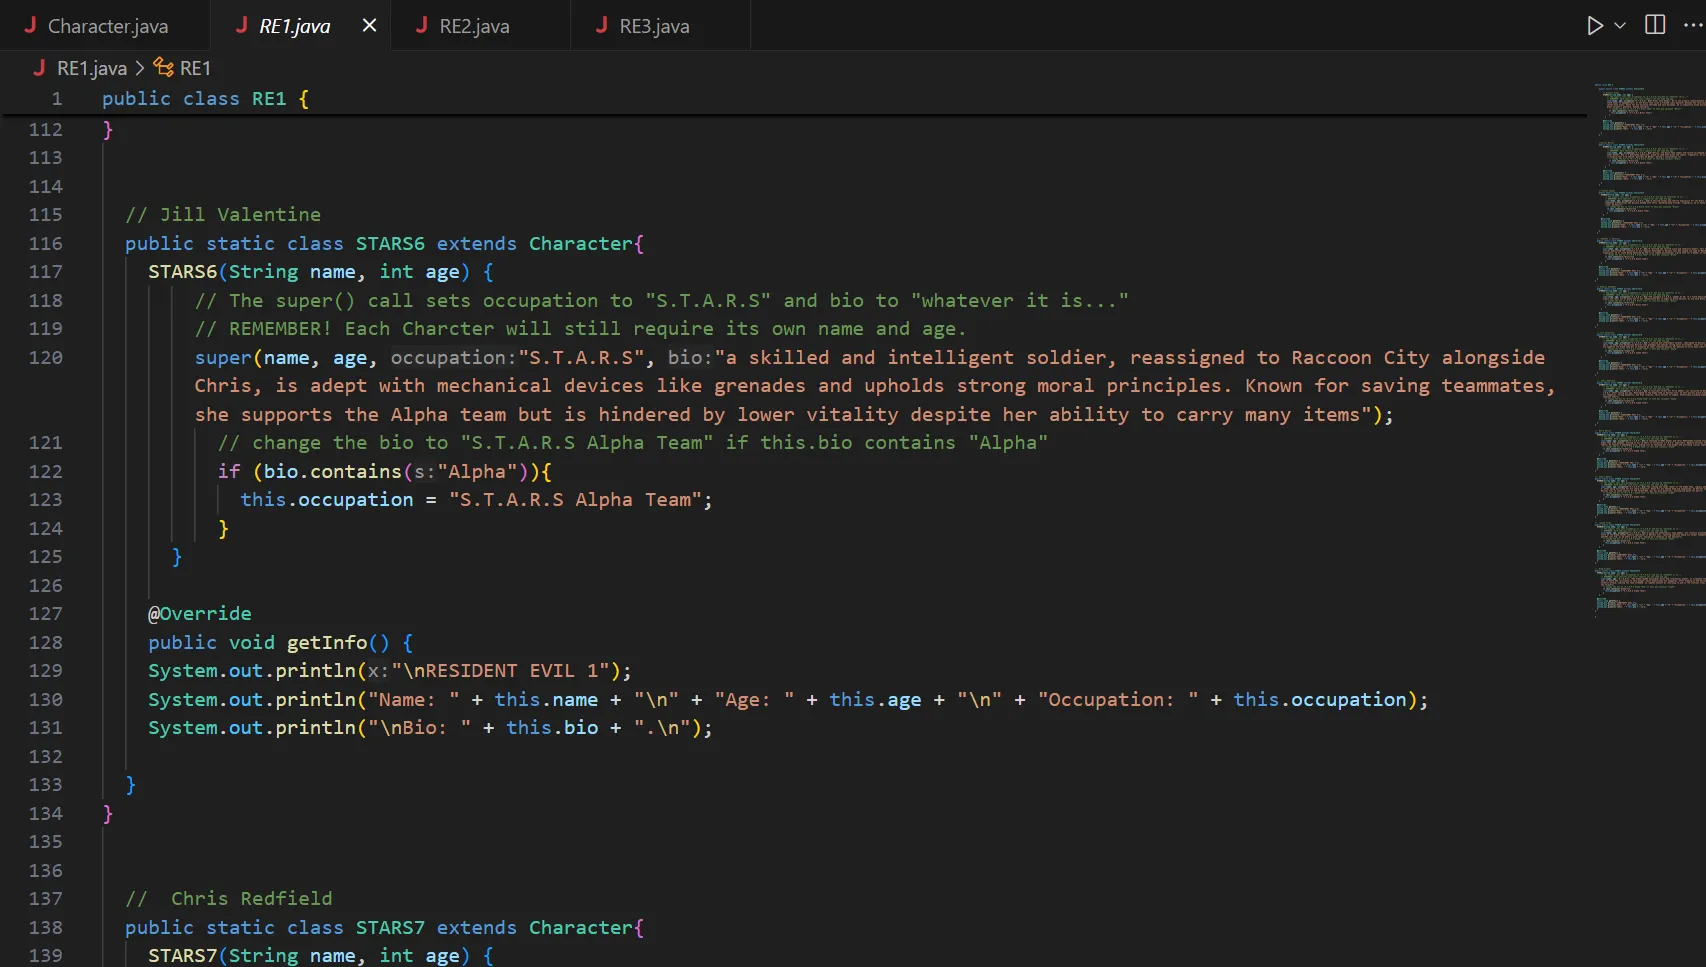 Character.java RE1.java RE2.java RE3.java
RE1.java > RE1
1 public class RE1 {
112 }
113
114
115 // Jill Valentine
116 public static class STARS6 extends Character{
117 STARS6(String name, int age) {
118 // The super() call sets occupation to "S.T.A.R.S" and bio to "whatever it is..."
119 // REMEMBER! Each Charcter will still require its own name and age.
120 super(name, age, occupation:"S.T.A.R.S", bio:"a skilled and intelligent soldier, reassigned to Raccoon City alongside
Chris, is adept with mechanical devices like grenades and upholds strong moral principles. Known for saving teammates,
she supports the Alpha team but is hindered by lower vitality despite her ability to carry many items");
121 // change the bio to "S.T.A.R.S Alpha Team" if this.bio contains "Alpha"
122 if (bio.contains(s:"Alpha")){
123 this.occupation = "S.T.A.R.S Alpha Team";
124 }
125 }
126
127 @Override
128 public void getInfo() {
129 System.out.println(x:"\nRESIDENT EVIL 1");
130 System.out.println("Name: " + this.name + "\n" + "Age: " + this.age + "\n" + "Occupation: " + this.occupation);
131 System.out.println("\nBio: " + this.bio + ".\n");
132
133 }
134 }
135
136
137 //  Chris Redfield
138 public static class STARS7 extends Character{
139 STARS7(String name, int age) {